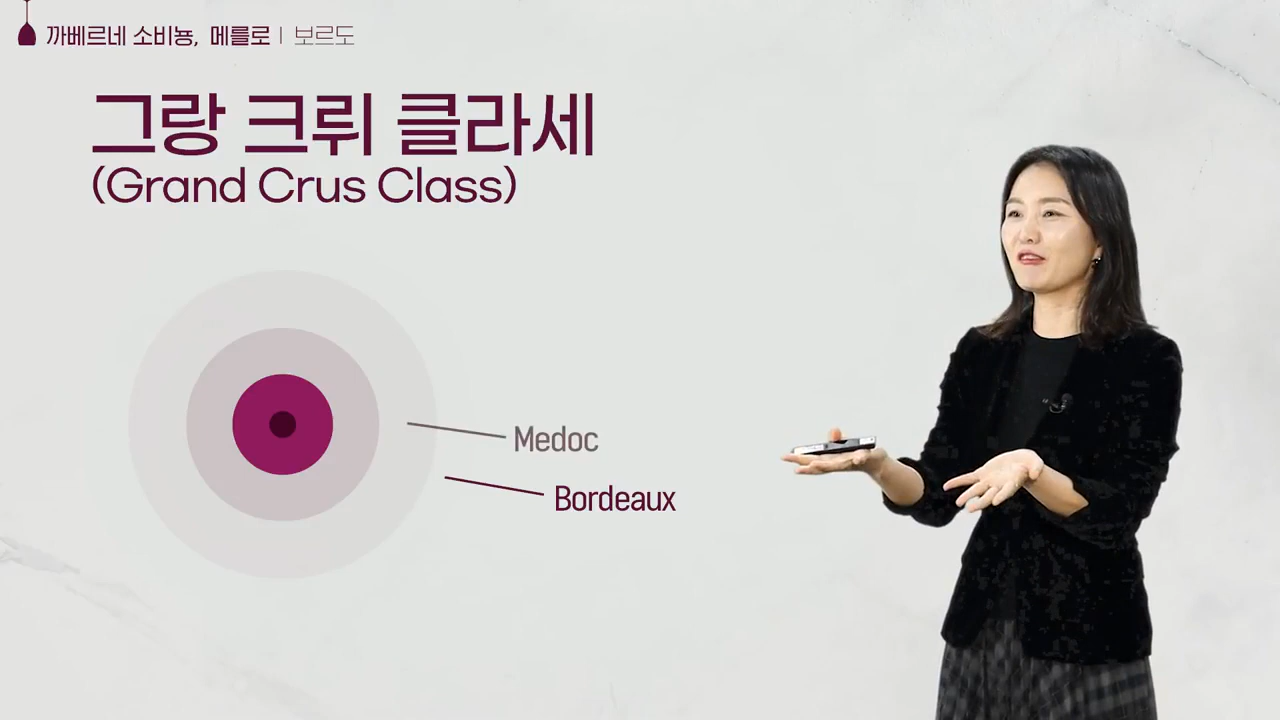 까베르네 소비뇽, 메를로 | 보르도
그랑 크뤼 클라세
(Grand Crus Class)
Medoc
Bordeaux